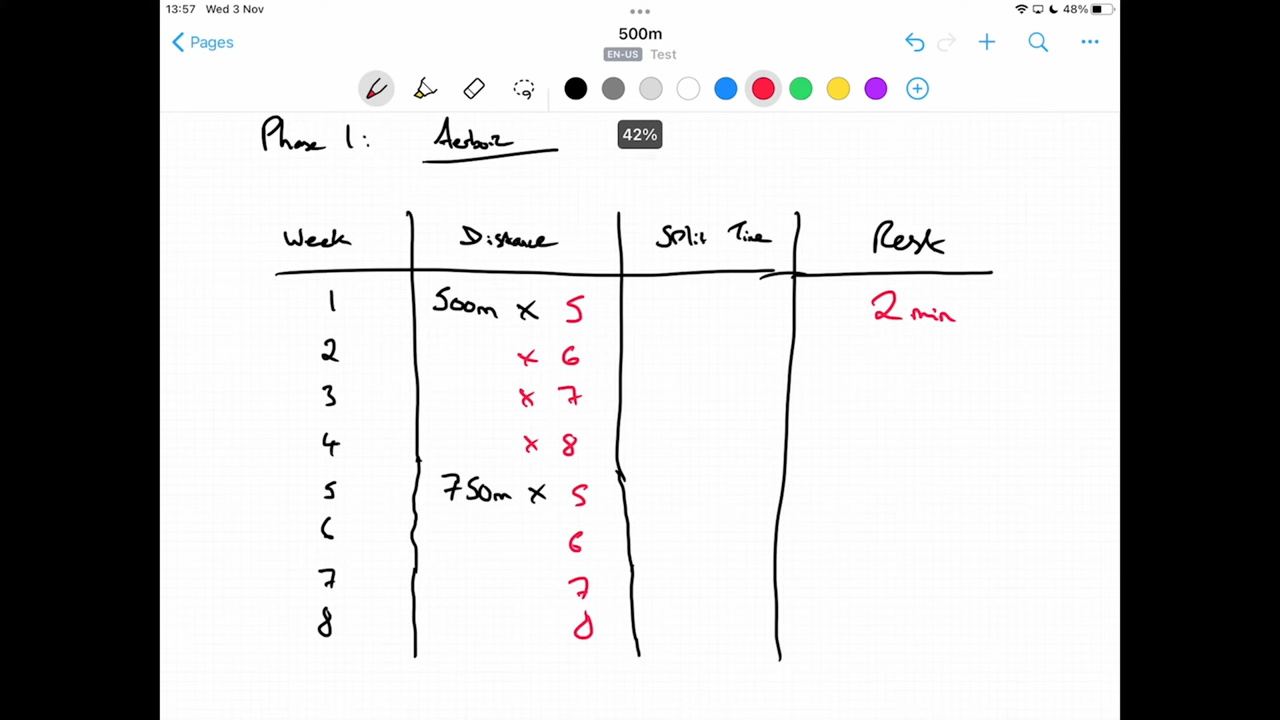 13:57 Wed 3 Nov 48%
Pages
500m
EN-US Test
42%
Phase 1: Aerboic
Week Distance Split Time Rest
1 500m x 5 2 min
2 x 6
3 x 7
4 x 8
5 750m x 5
6 6
7 7
8 8